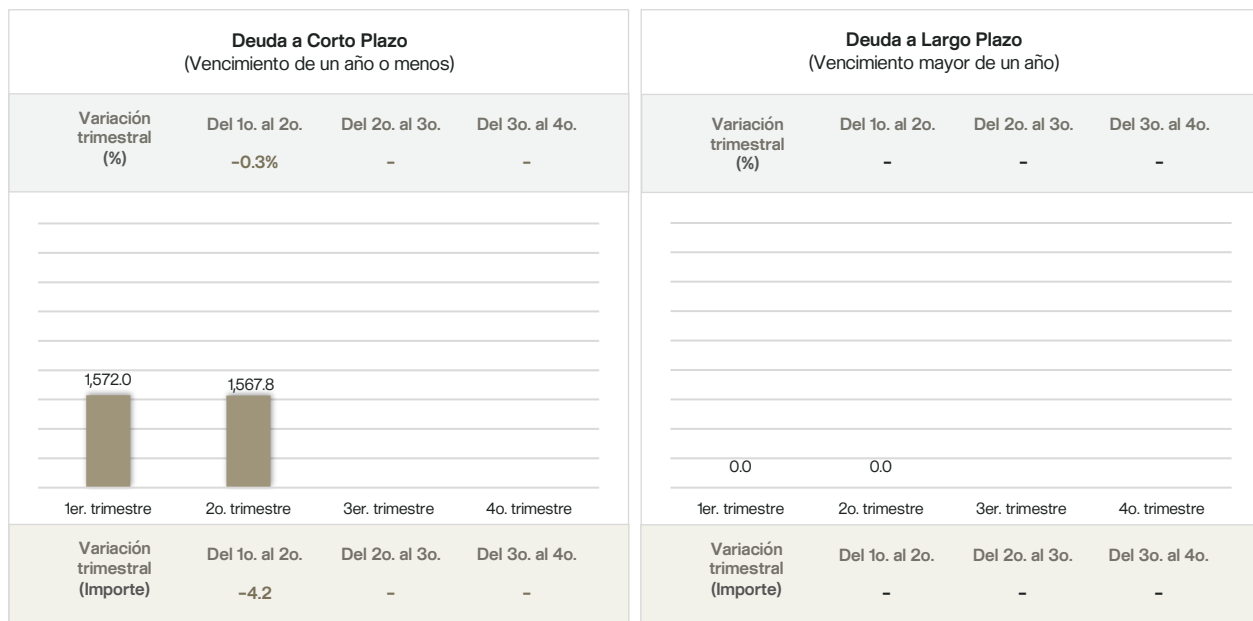 Deuda a Corto Plazo
(Vencimiento de un año o menos)
Variación
trimestral
(%)
Del 1o. al 2o. Del 2o. al 3o. Del 3o. al 4o.
-0.3% - -
1,572.0
1,567.8
1er. trimestre 2o. trimestre 3er. trimestre 4o. trimestre
Variación
trimestral
(Importe)
Del 1o. al 2o. Del 2o. al 3o. Del 3o. al 4o.
-4.2 - -
Deuda a Largo Plazo
(Vencimiento mayor de un año)
Variación
trimestral
(%)
Del 1o. al 2o. Del 2o. al 3o. Del 3o. al 4o.
- - -
0.0 0.0
1er. trimestre 2o. trimestre 3er. trimestre 4o. trimestre
Variación
trimestral
(Importe)
Del 1o. al 2o. Del 2o. al 3o. Del 3o. al 4o.
- - -